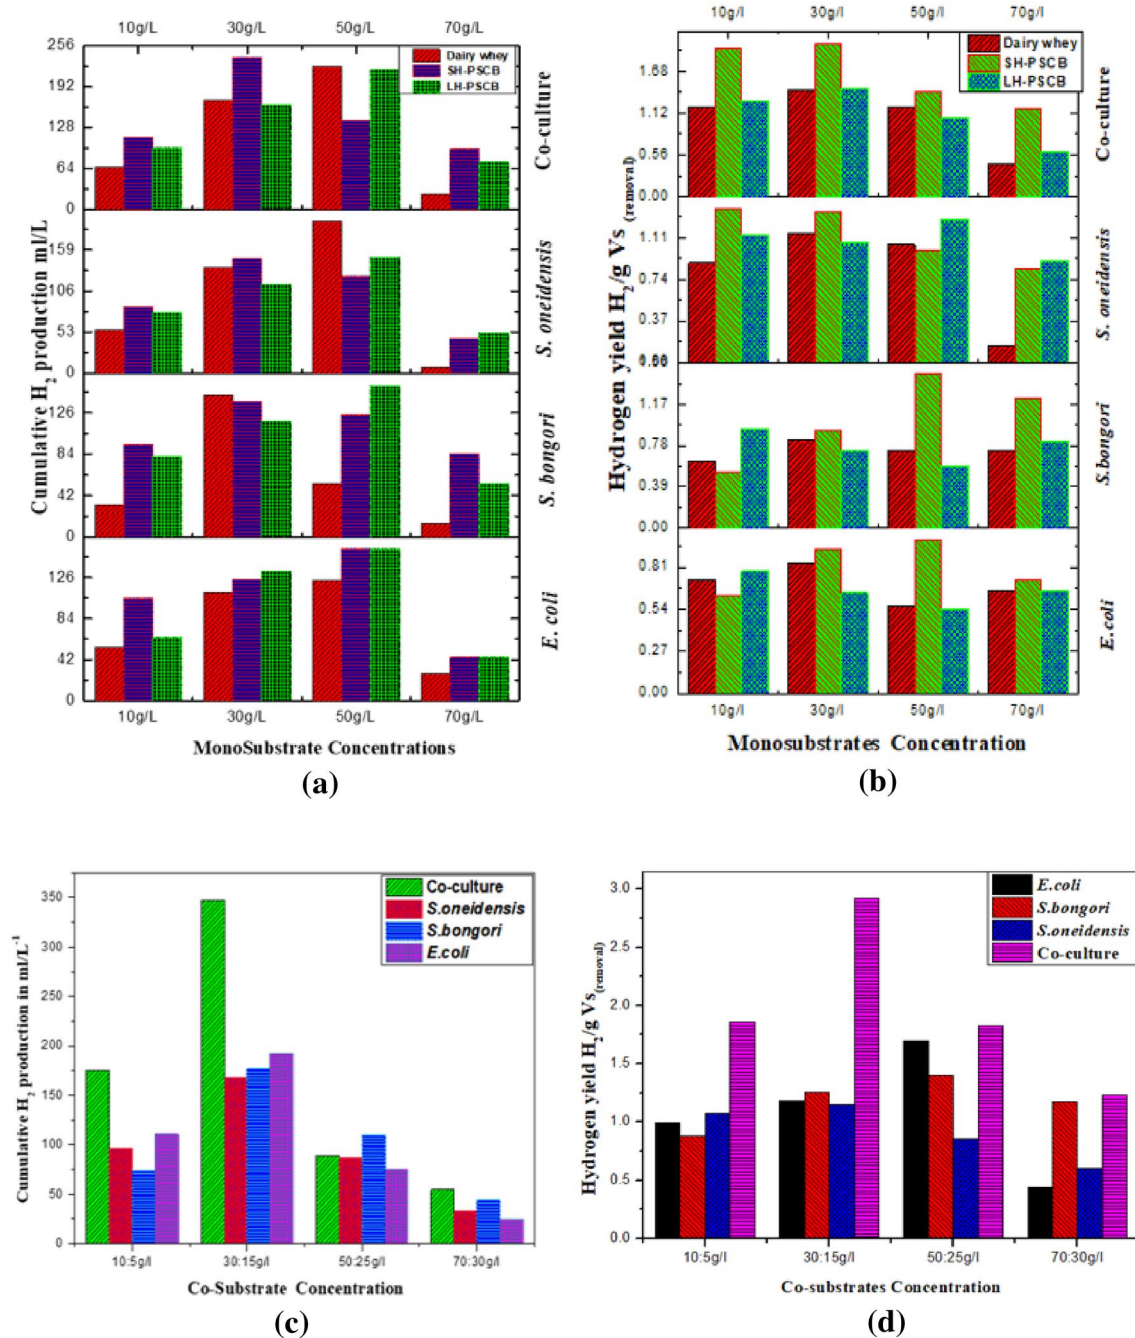 10g/L 30g/L 50g/L 70g/L
256
192
128
64
0
Dairy whey
SH-PSCB
LH-PSCB
Co-culture
159
106
53
0
S. oneidensis
126
84
42
0
S. bongori
126
84
42
0
E. coli
Cumulative H2 production ml/L
10g/L 30g/L 50g/L 70g/L
MonoSubstrate Concentrations
(a)
10g/l 30g/l 50g/l 70g/l
1.68
1.12
0.56
0.00
Dairy whey
SH-PSCB
LH-PSCB
Co-culture
1.11
0.74
0.37
S. oneidensis
1.17
0.78
0.39
0.00
S.bongori
0.81
0.54
0.27
0.00
E.coli
Hydrogen yield H2/g Vs (removal)
10g/l 30g/l 50g/l 70g/l
Monosubstrates Concentration
(b)
350
300
250
200
150
100
50
0
Co-culture
S.oneidensis
S.bongori
E.coli
Cumulative H2 production in ml/L-1
10:5g/l 30:15g/l 50:25g/l 70:30g/l
Co-Substrate Concentration
(c)
3.0
2.5
2.0
1.5
1.0
0.5
0.0
E.coli
S.bongori
S.oneidensis
Co-culture
Hydrogen yield H2/g Vs(removal)
10:5g/l 30:15g/l 50:25g/l 70:30g/l
Co-substrates Concentration
(d)